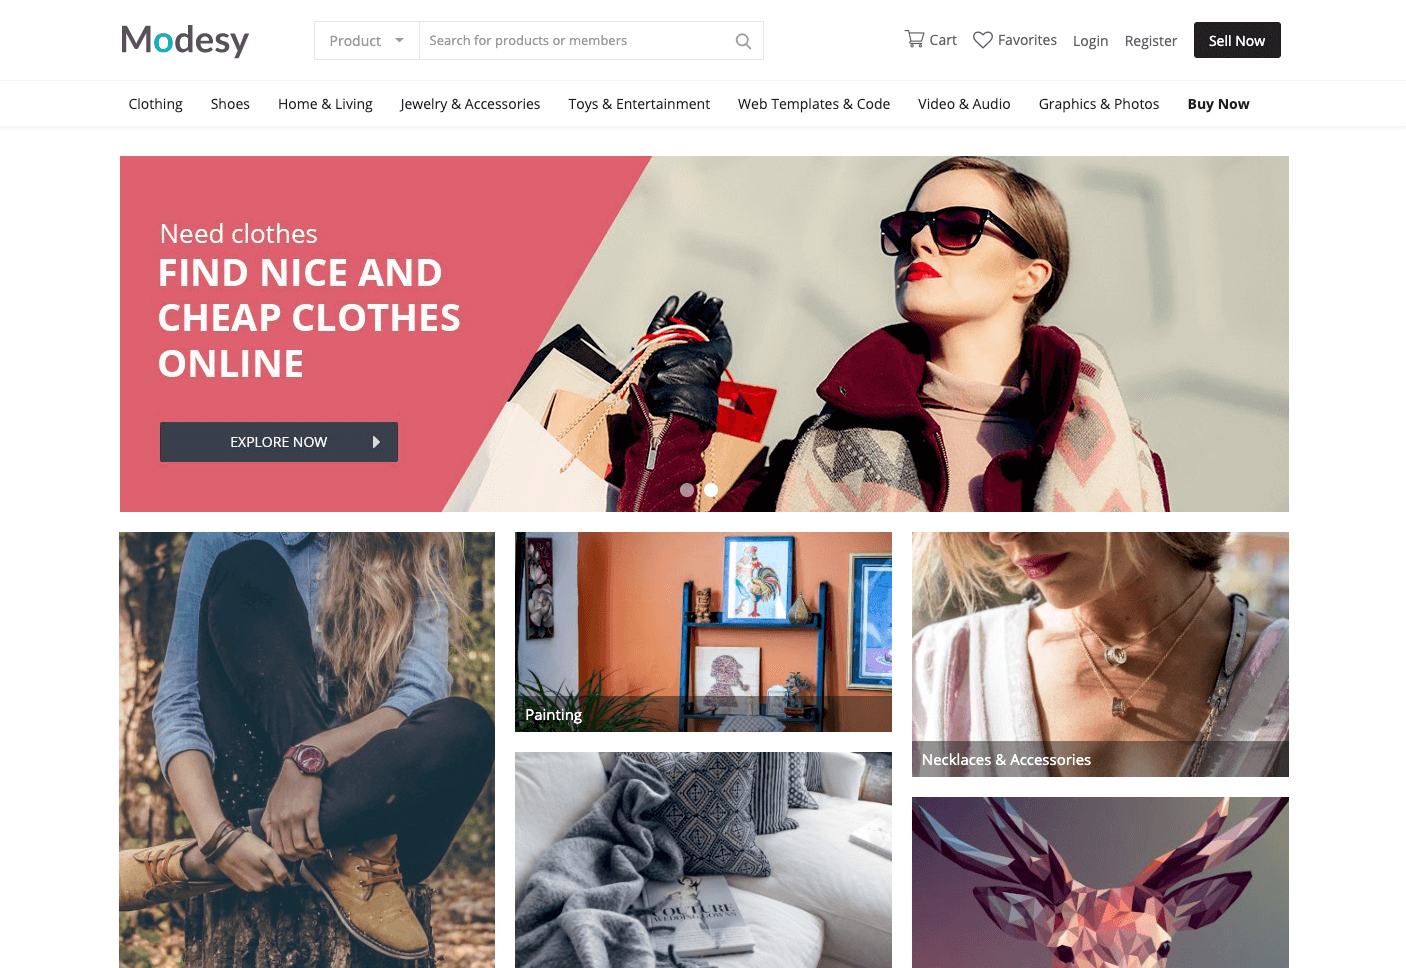 Modesy
Product
Search for products or members
Cart
Favorites
Login
Register
Sell Now
Clothing
Shoes
Home & Living
Jewelry & Accessories
Toys & Entertainment
Web Templates & Code
Video & Audio
Graphics & Photos
Buy Now
Need clothes
FIND NICE AND
CHEAP CLOTHES
ONLINE
EXPLORE NOW
Painting
Necklaces & Accessories
COUTURE
WEDDING GOWNS